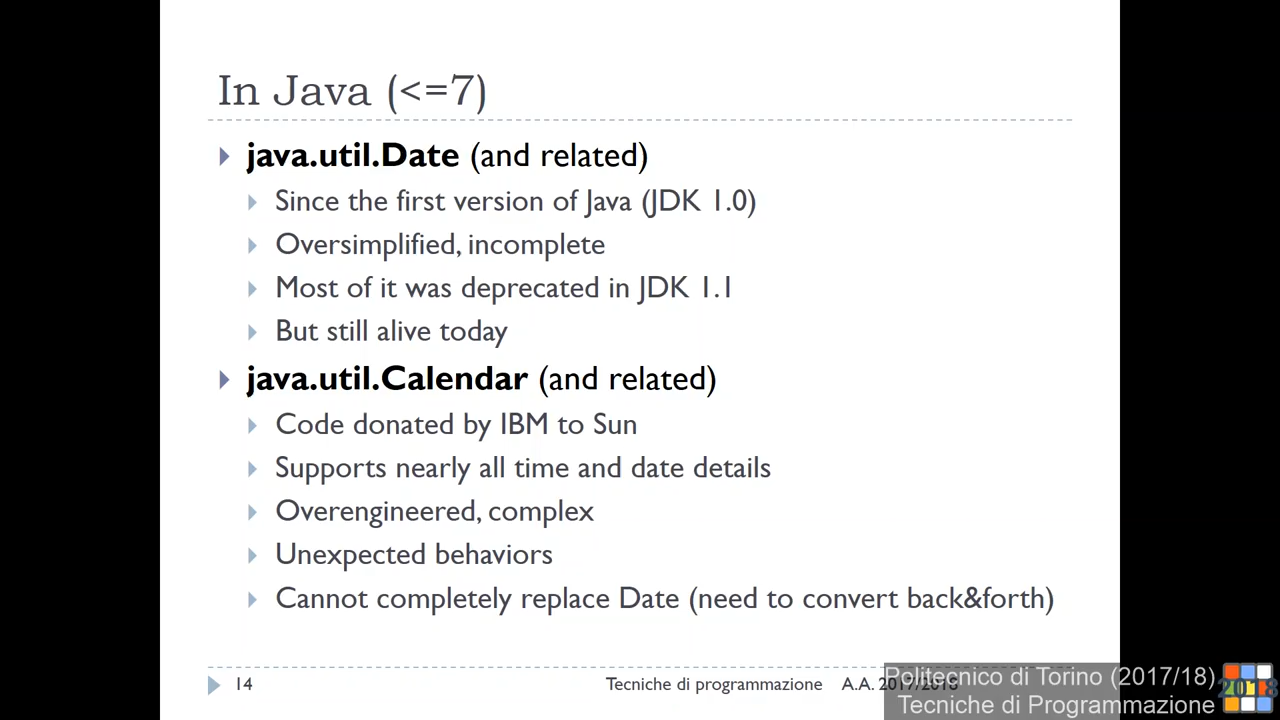 In Java (<=7)
java.util.Date (and related)
Since the first version of Java (JDK 1.0)
Oversimplified, incomplete
Most of it was deprecated in JDK 1.1
But still alive today
java.util.Calendar (and related)
Code donated by IBM to Sun
Supports nearly all time and date details
Overengineered, complex
Unexpected behaviors
Cannot completely replace Date (need to convert back&forth)
14
Tecniche di programmazione A.A. 2017/2018
Politecnico di Torino (2017/18)
Tecniche di Programmazione
2018